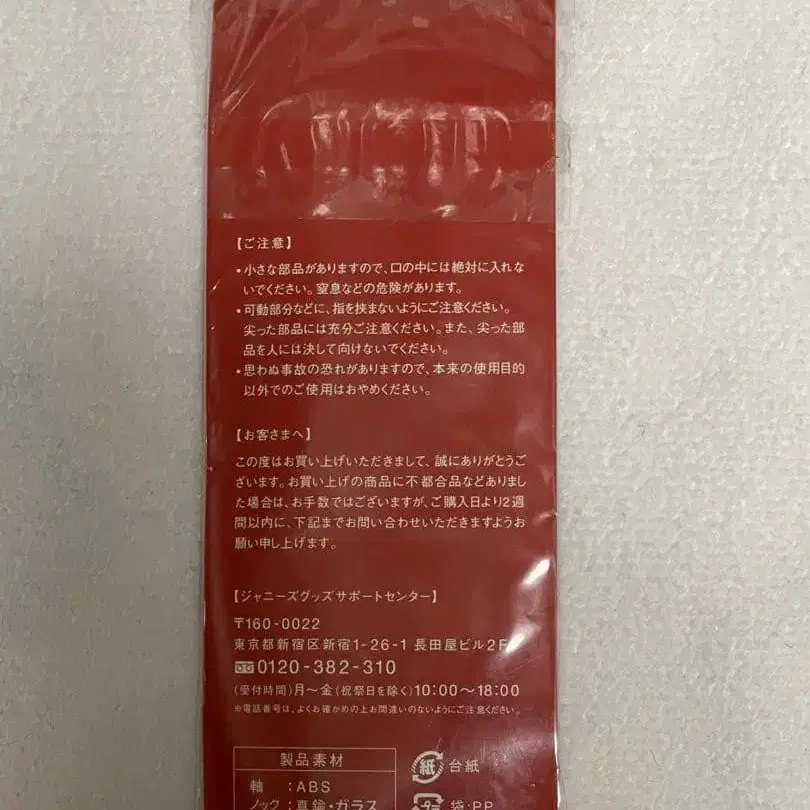 【ご注意】
・小さな部品がありますので、口の中には絶対に入れな
いでください。窒息などの危険があります。
・可動部分などに、指を挟まないようにご注意ください。
尖った部品には充分ご注意ください。また、尖った部
品を人には決して向けないでください。
・思わぬ事故の恐れがありますので、本来の使用目的
以外でのご使用はおやめください。
【お客さまへ】
この度はお買い上げいただきまして、誠にありがとうご
ざいます。お買い上げの商品に不都合品などありまし
た場合は、お手数ではございますが、ご購入日より2週
間以内に、下記までお問い合わせいただきますようお
願い申し上げます。
【ジャニーズグッズサポートセンター】
〒160-0022
東京都新宿区新宿1-26-1 長田屋ビル2F
0120-382-310
(受付時間)月〜金(祝祭日を除く)10:00〜18:00
※電話番号は、よくお確かめの上お間違いのないようにご注意ください。
製品素材
軸 :ABS
ノック:真鍮・ガラス
紙 台紙
プラ 袋:PP